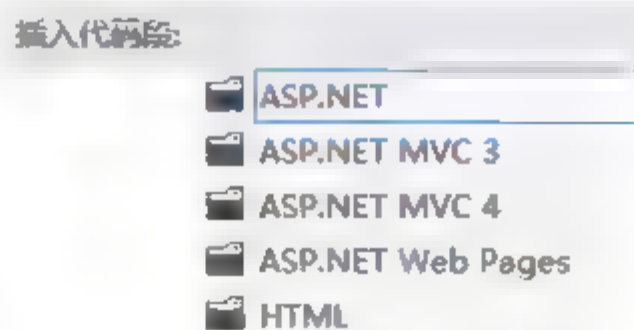 插入代码段:
ASP.NET
ASP.NET MVC 3
ASP.NET MVC 4
ASP.NET Web Pages
HTML